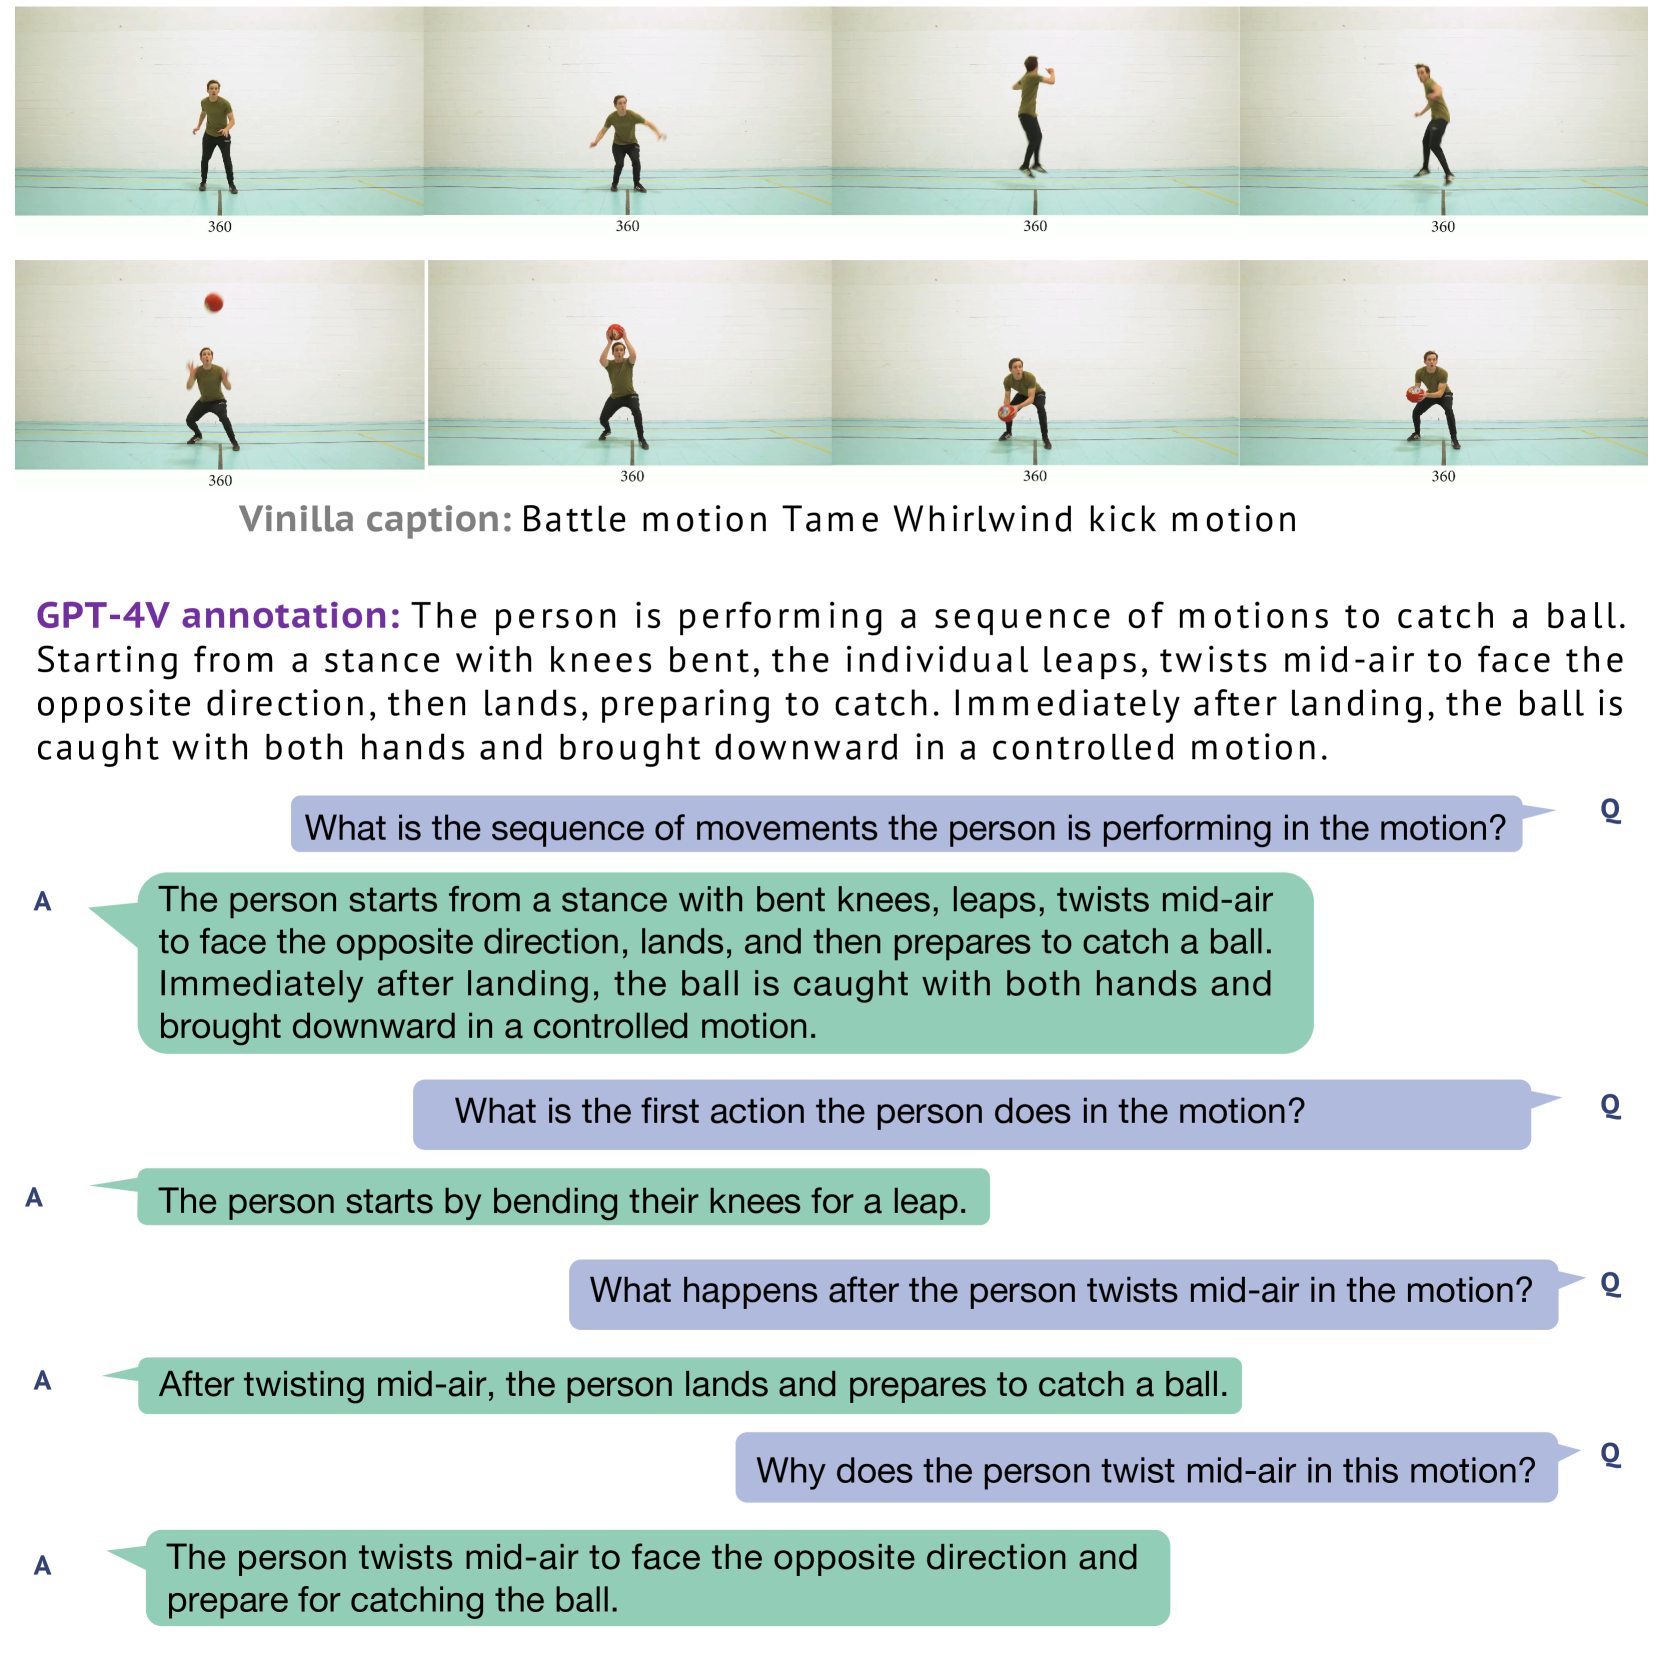 360 360 360 360
360 360 360 360
Vinilla caption: Battle motion Tame Whirlwind kick motion
GPT-4V annotation: The person is performing a sequence of motions to catch a ball.
Starting from a stance with knees bent, the individual leaps, twists mid-air to face the
opposite direction, then lands, preparing to catch. Immediately after landing, the ball is
caught with both hands and brought downward in a controlled motion.
What is the sequence of movements the person is performing in the motion? Q
A The person starts from a stance with bent knees, leaps, twists mid-air
to face the opposite direction, lands, and then prepares to catch a ball.
Immediately after landing, the ball is caught with both hands and
brought downward in a controlled motion.
What is the first action the person does in the motion? Q
A The person starts by bending their knees for a leap.
What happens after the person twists mid-air in the motion? Q
A After twisting mid-air, the person lands and prepares to catch a ball.
Why does the person twist mid-air in this motion? Q
A The person twists mid-air to face the opposite direction and
prepare for catching the ball.